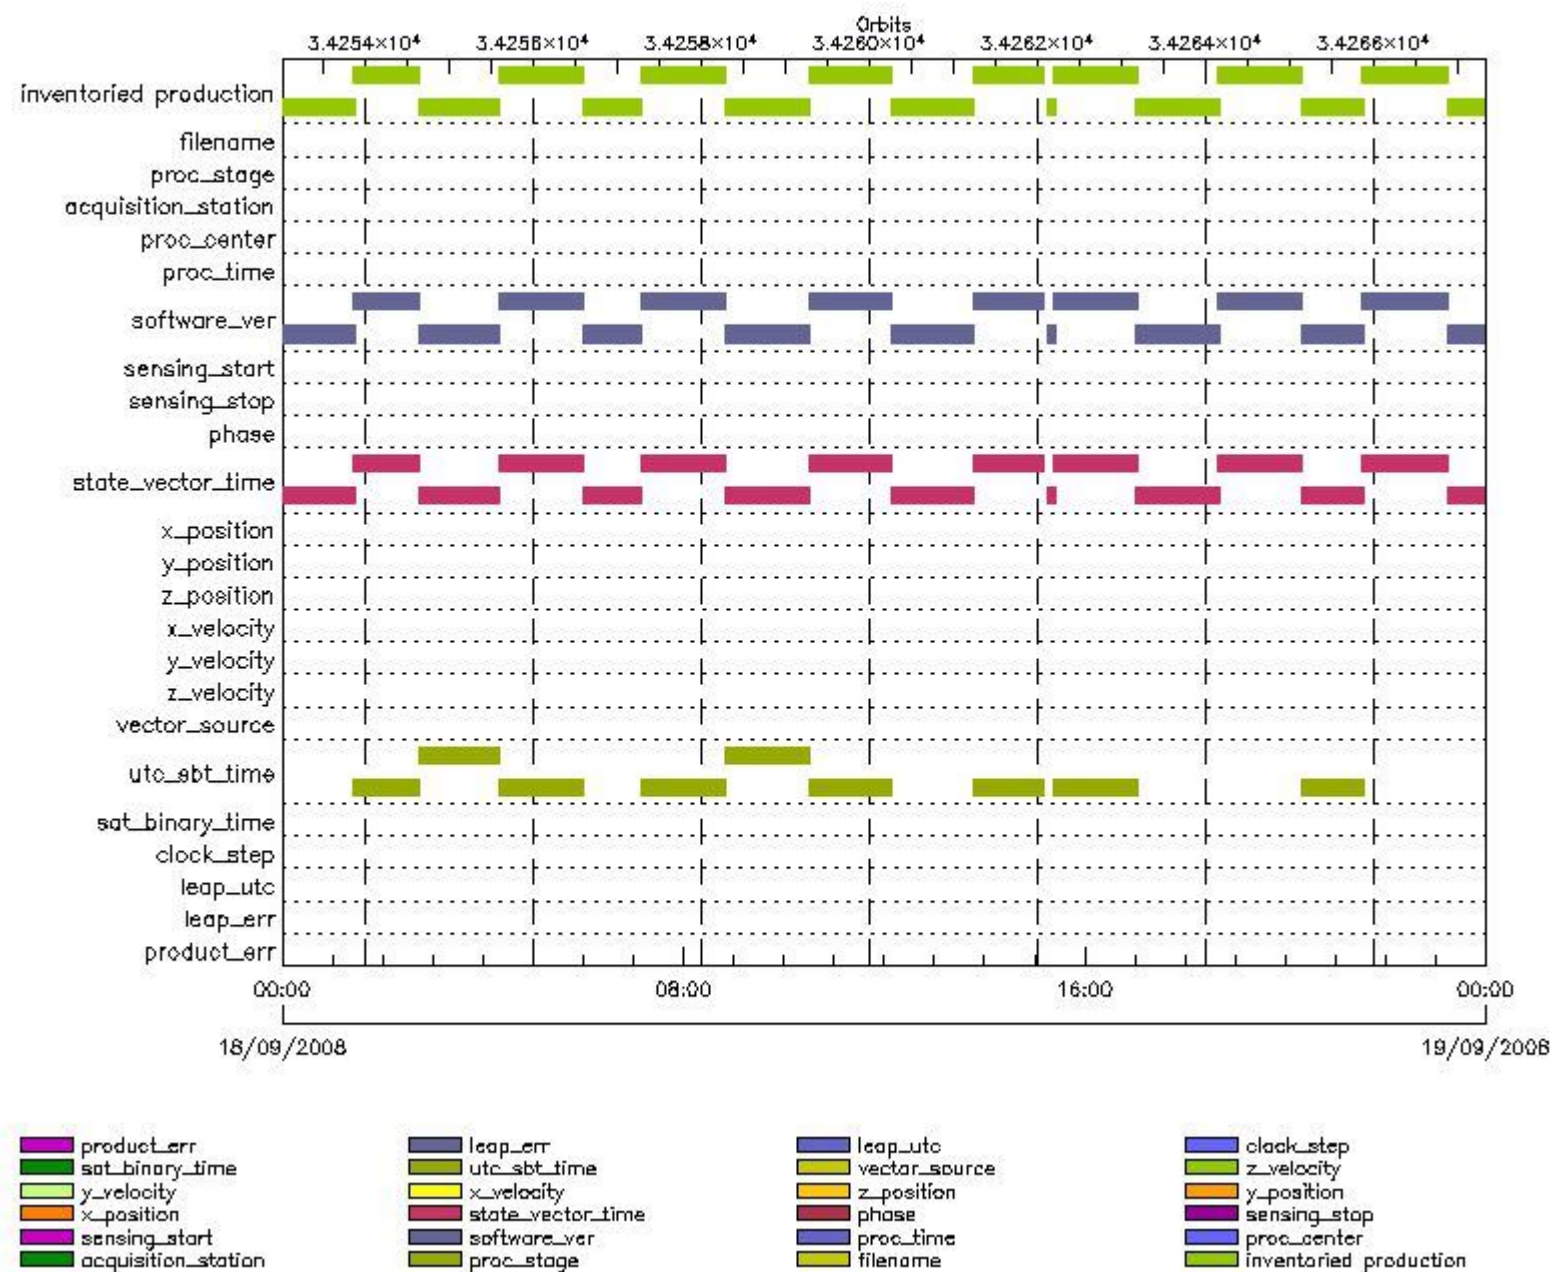 Orbits
3.4254×10⁴ 3.4256×10⁴ 3.4258×10⁴ 3.4260×10⁴ 3.4262×10⁴ 3.4264×10⁴ 3.4266×10⁴
inventoried production
filename
proc_stage
acquisition_station
proc_center
proc_time
software_ver
sensing_start
sensing_stop
phase
state_vector_time
x_position
y_position
z_position
x_velocity
y_velocity
z_velocity
vector_source
utc_sbt_time
sat_binary_time
clock_step
leap_utc
leap_err
product_err
00:00 08:00 16:00 00:00
18/09/2008 19/09/2008
product_err leap_err leap_utc clock_step
sat_binary_time utc_sbt_time vector_source z_velocity
y_velocity x_velocity z_position y_position
x_position state_vector_time phase sensing_stop
sensing_start software_ver proc_time proc_center
acquisition_station proc_stage filename inventoried production